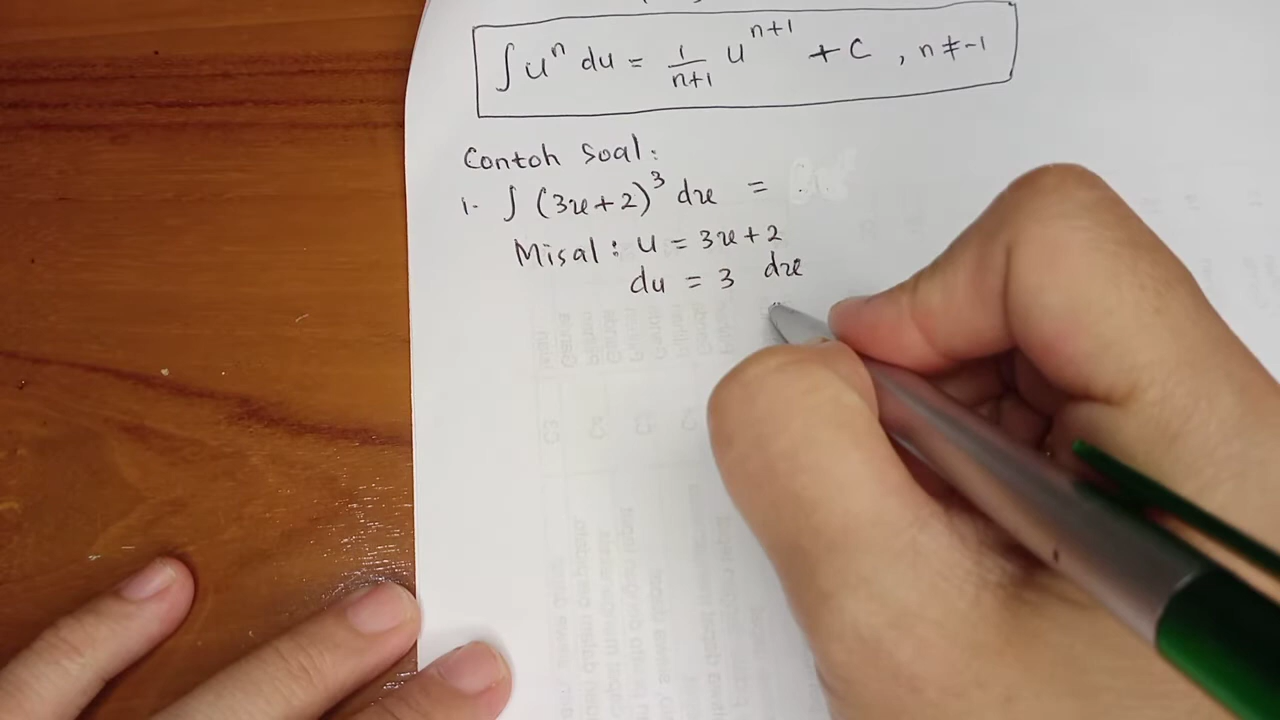 ∫ u^n du = 1/(n+1) u^(n+1) + C , n ≠ -1
Contoh Soal:
1. ∫ (3x+2)^3 dx =
Misal : u = 3x+2
du = 3 dx